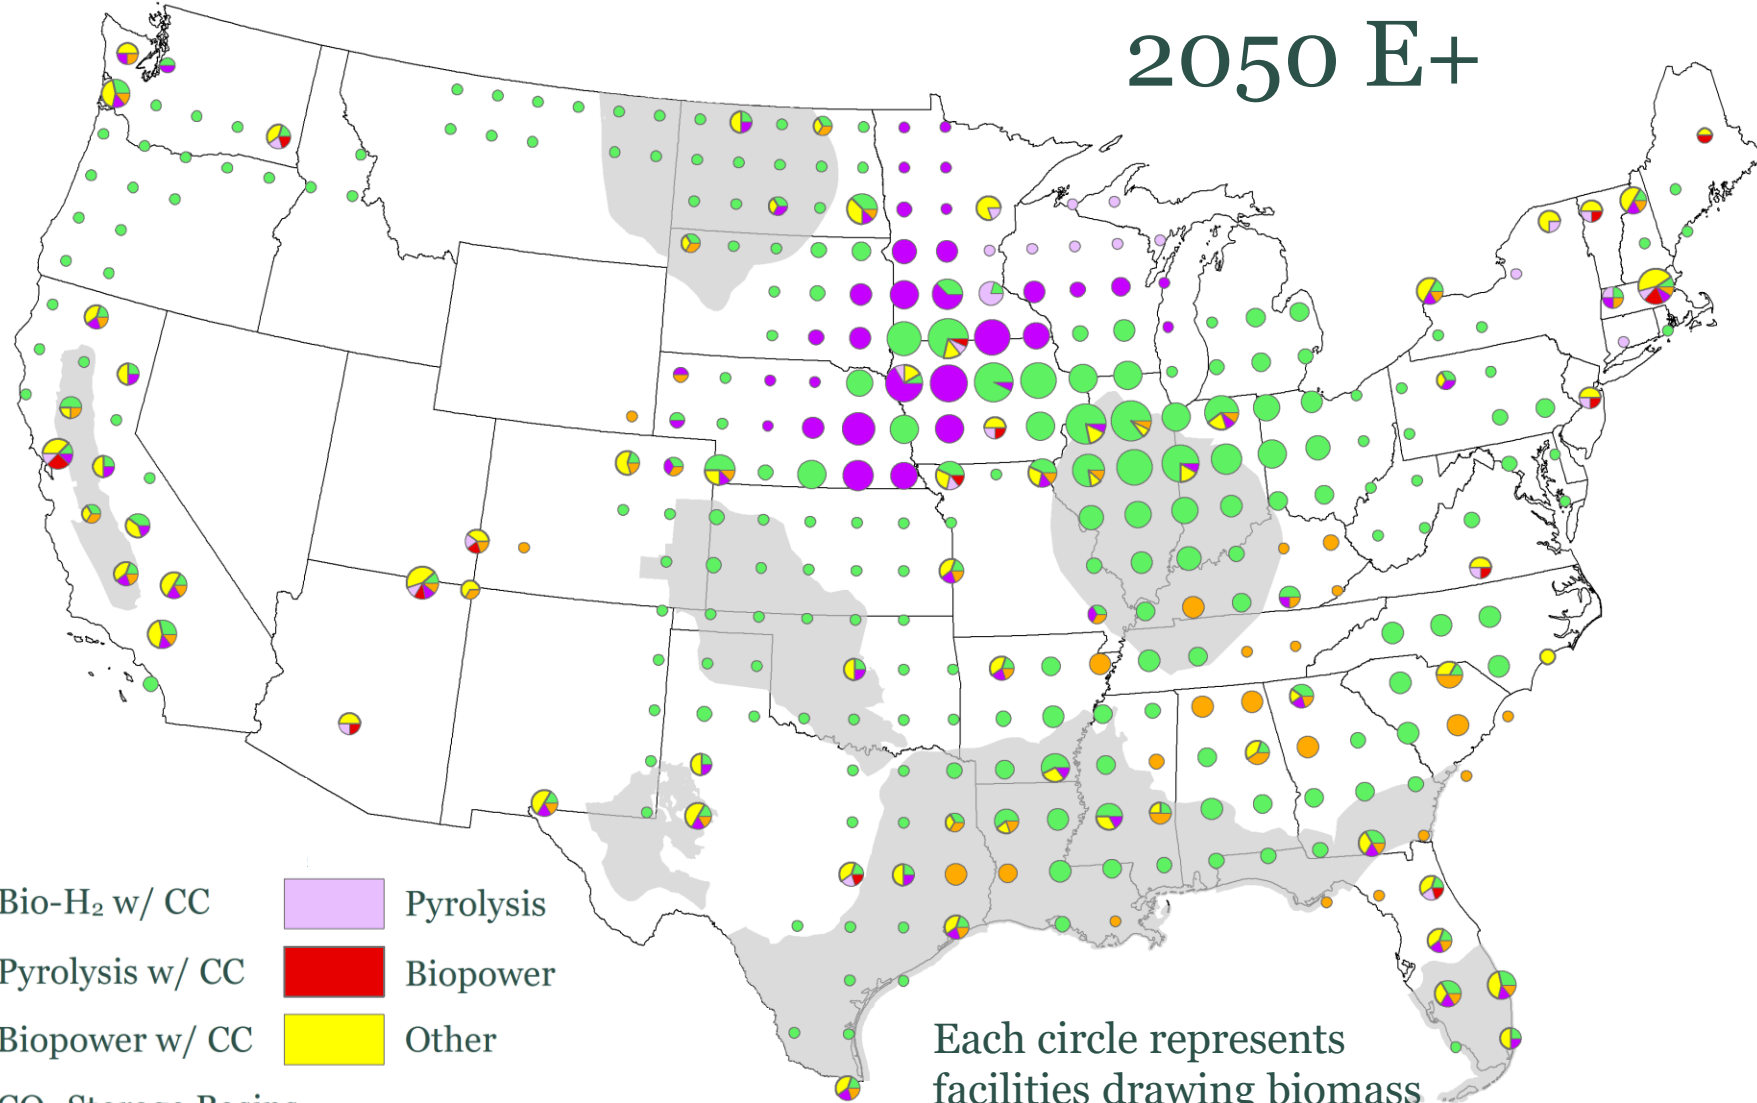 2050 E+
Bio-H₂ w/ CC
Pyrolysis
Pyrolysis w/ CC
Biopower
Biopower w/ CC
Other
Each circle represents
facilities drawing biomass